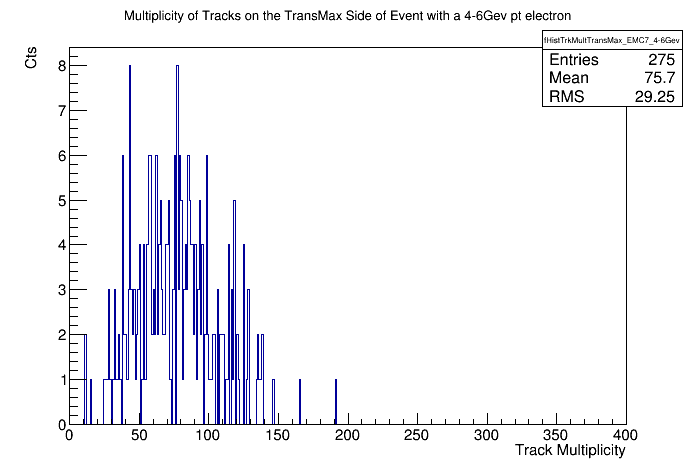 Multiplicity of Tracks on the TransMax Side of Event with a 4-6Gev pt electron
fHistTrkMultTransMax_EMC7_4-6Gev
Entries 275
Mean 75.7
RMS 29.25
Cts
8
7
6
5
4
3
2
1
0
0 50 100 150 200 250 300 350 400
Track Multiplicity